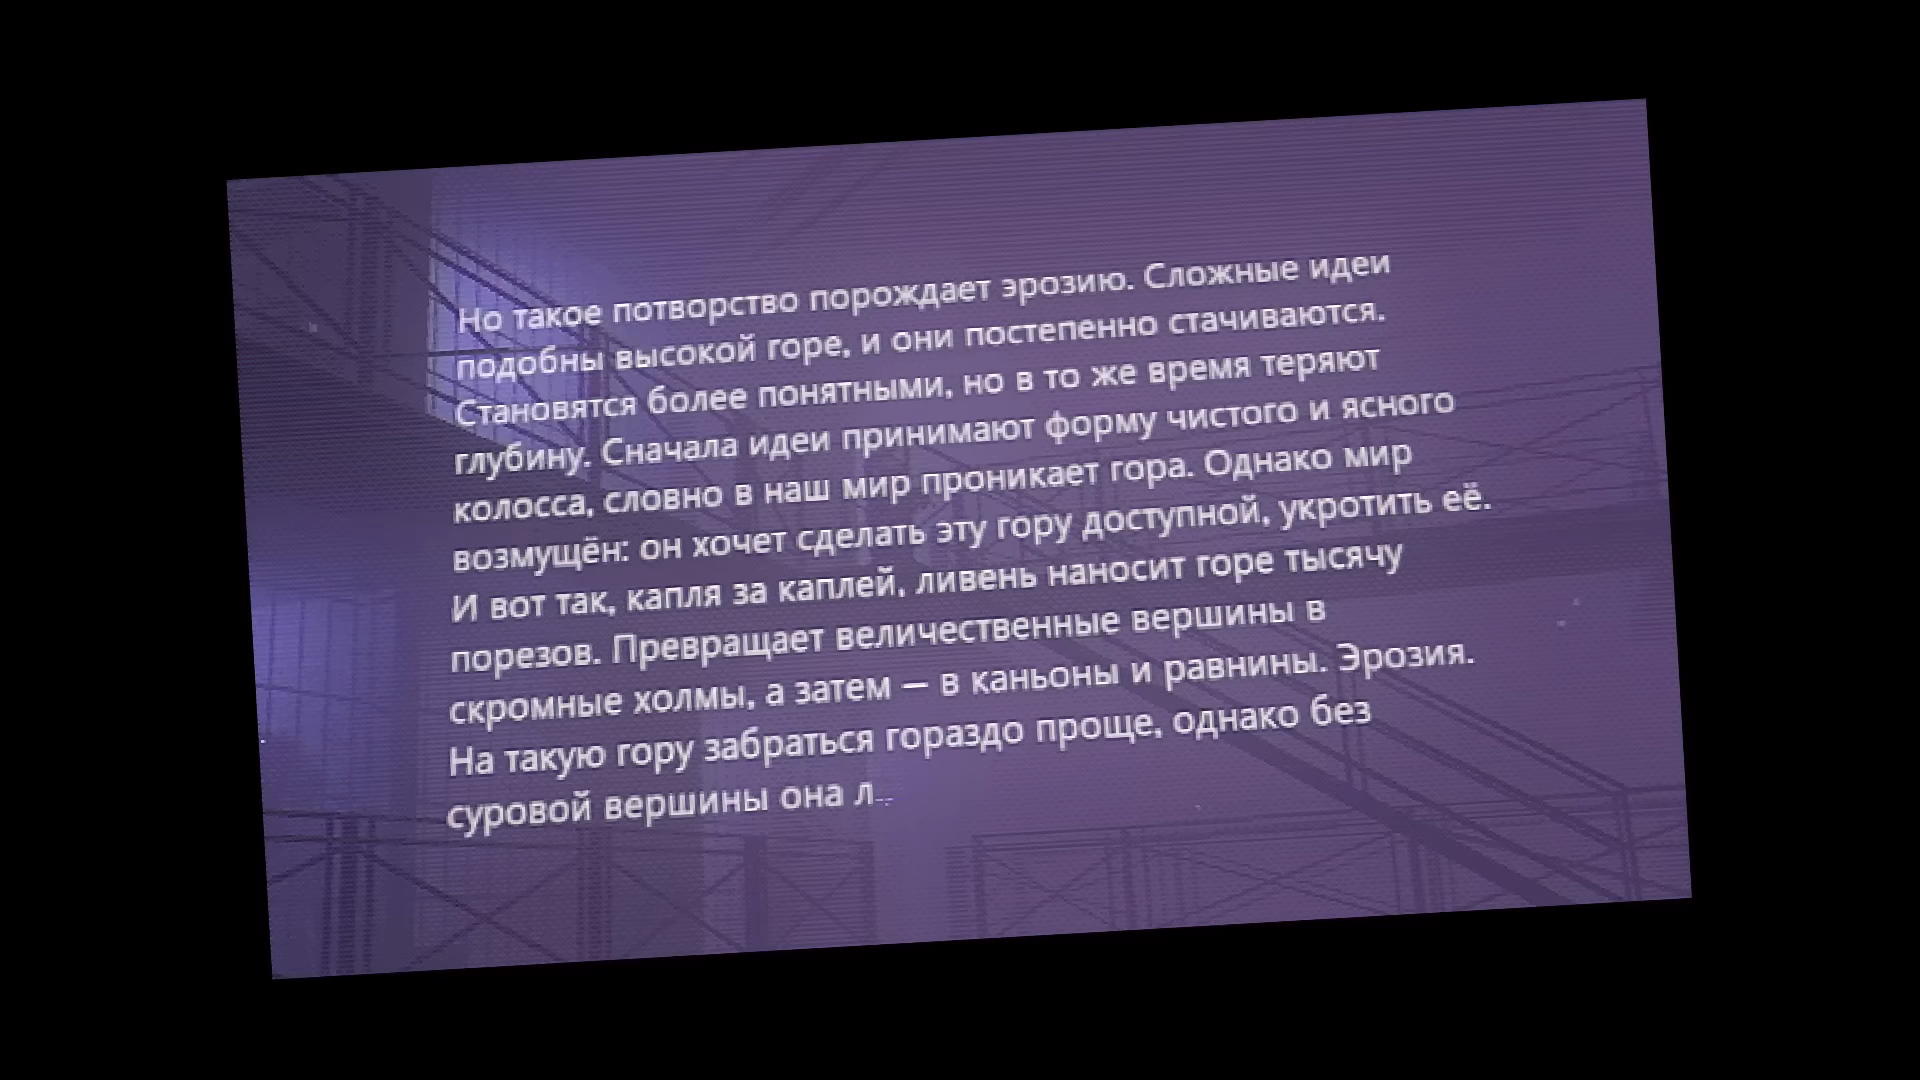 Но такое потворство порождает эрозию. Сложные идеи
подобны высокой горе, и они постепенно стачиваются.
Становятся более понятными, но в то же время теряют
глубину. Сначала идеи принимают форму чистого и ясного
колосса, словно в наш мир проникает гора. Однако мир
возмущён: он хочет сделать эту гору доступной, укротить её.
И вот так, капля за каплей, ливень наносит горе тысячу
порезов. Превращает величественные вершины в
скромные холмы, а затем — в каньоны и равнины. Эрозия.
На такую гору забраться гораздо проще, однако без
суровой вершины она л